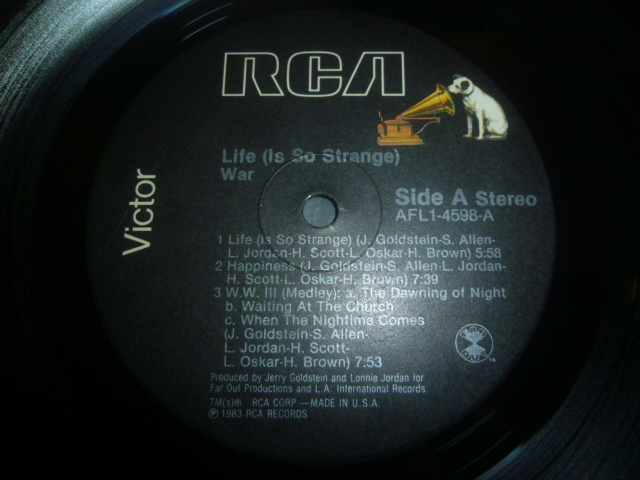 RCA
Victor
Life (Is So Strange)
War
Side A Stereo
AFL1-4598-A
1 Life (Is So Strange) (J. Goldstein-S. Allen-
L. Jordan-H. Scott-L. Oskar-H. Brown) 5:58
2 Happiness (J. Goldstein-S. Allen-L. Jordan-
H. Scott-L. Oskar-H. Brown) 7:39
3 W.W. III (Medley): a. The Dawning of Night
b. Waiting At The Church
c. When The Nightime Comes
(J. Goldstein-S. Allen-
L. Jordan-H. Scott-
L. Oskar-H. Brown) 7:53
Produced by Jerry Goldstein and Lonnie Jordan for
Far Out Productions and L.A. International Records.
TM(s)® RCA CORP.—MADE IN U.S.A.
℗ 1983 RCA RECORDS